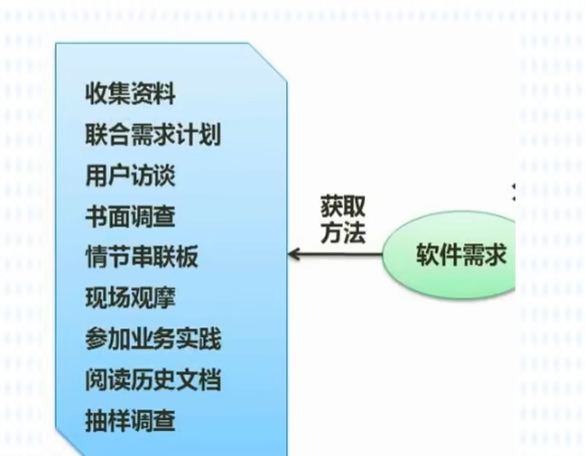 收集资料
联合需求计划
用户访谈
书面调查
情节串联板
现场观摩
参加业务实践
阅读历史文档
抽样调查
获取
方法
软件需求